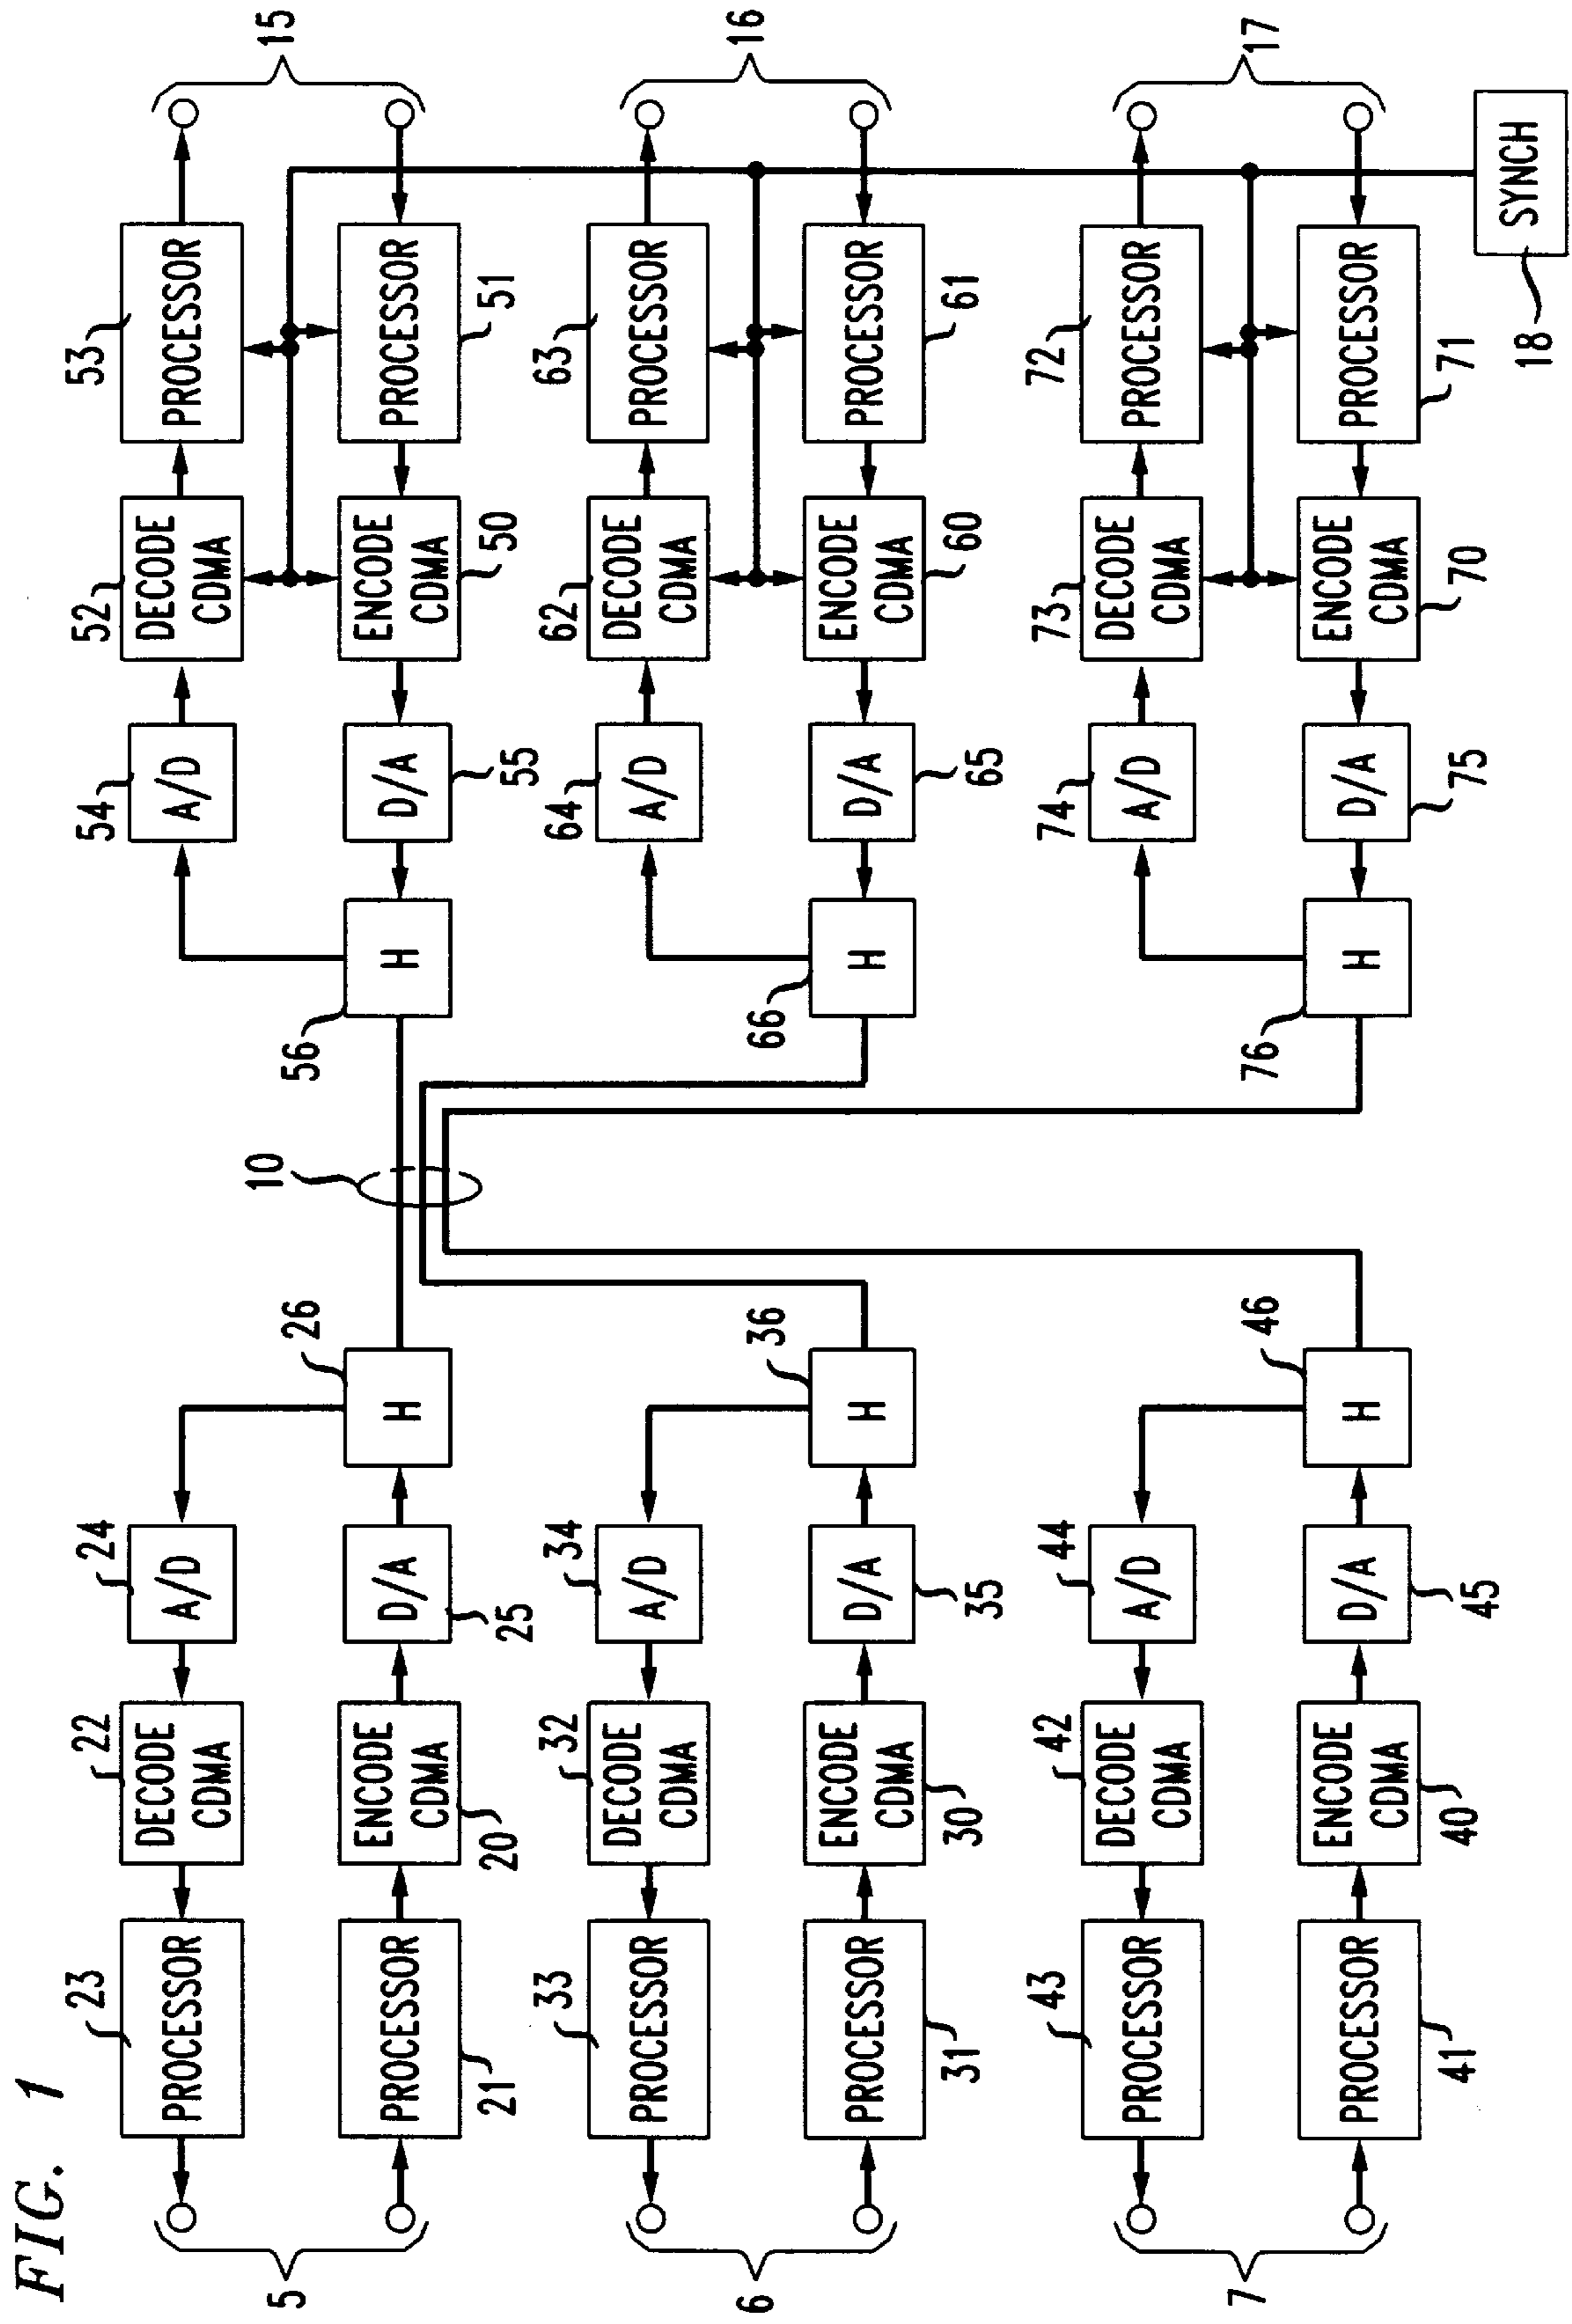 FIG. 1
23
PROCESSOR
22
DECODE
CDMA
24
A/D
54
A/D
52
DECODE
CDMA
53
PROCESSOR
5
26
10
56
15
PROCESSOR
21
ENCODE
CDMA
20
D/A
25
H
H
D/A
55
ENCODE
CDMA
50
PROCESSOR
51
33
PROCESSOR
32
DECODE
CDMA
34
A/D
64
A/D
62
DECODE
CDMA
63
PROCESSOR
6
36
66
16
PROCESSOR
31
ENCODE
CDMA
30
D/A
35
H
H
D/A
65
ENCODE
CDMA
60
PROCESSOR
61
43
PROCESSOR
42
DECODE
CDMA
44
A/D
74
A/D
73
DECODE
CDMA
72
PROCESSOR
7
46
76
17
PROCESSOR
41
ENCODE
CDMA
40
D/A
45
H
H
D/A
75
ENCODE
CDMA
70
PROCESSOR
71
18
SYNCH